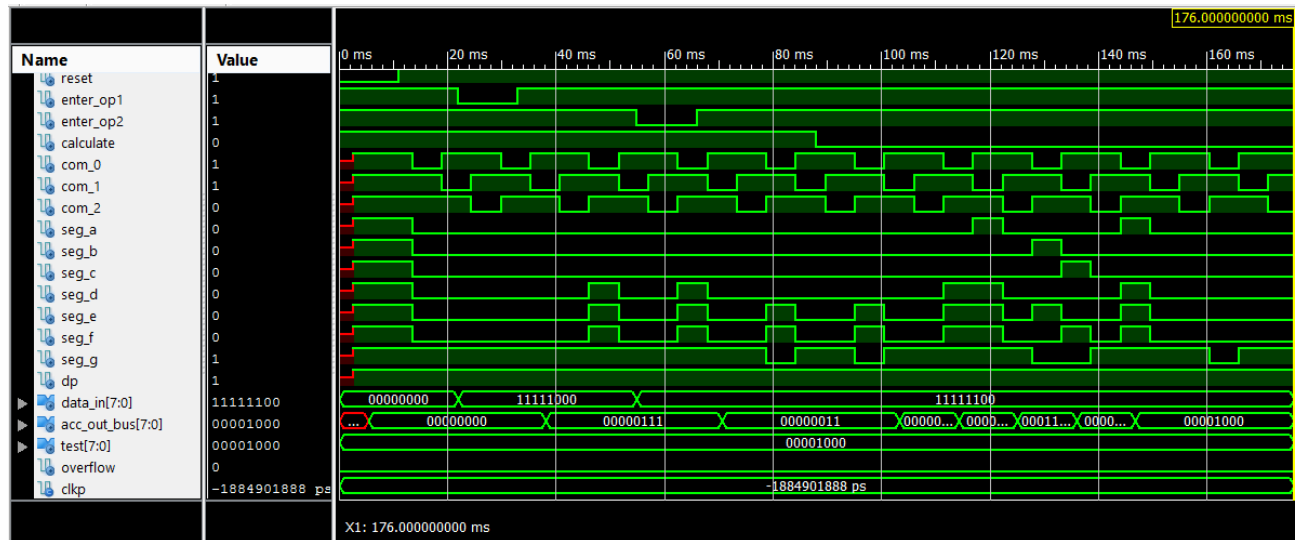 176.000000000 ms
Name Value 0 ms 20 ms 40 ms 60 ms 80 ms 100 ms 120 ms 140 ms 160 ms
reset 1
enter_op1 1
enter_op2 1
calculate 0
com_0 1
com_1 1
com_2 0
seg_a 0
seg_b 0
seg_c 0
seg_d 0
seg_e 0
seg_f 0
seg_g 1
dp 1
data_in[7:0] 11111100 00000000 11111000 11111100
acc_out_bus[7:0] 00001000 ... 00000000 00000111 00000011 00000... 0000... 00011... 0000... 00001000
test[7:0] 00001000 00001000
overflow 0
clkp -1884901888 ps -1884901888 ps
X1: 176.000000000 ms